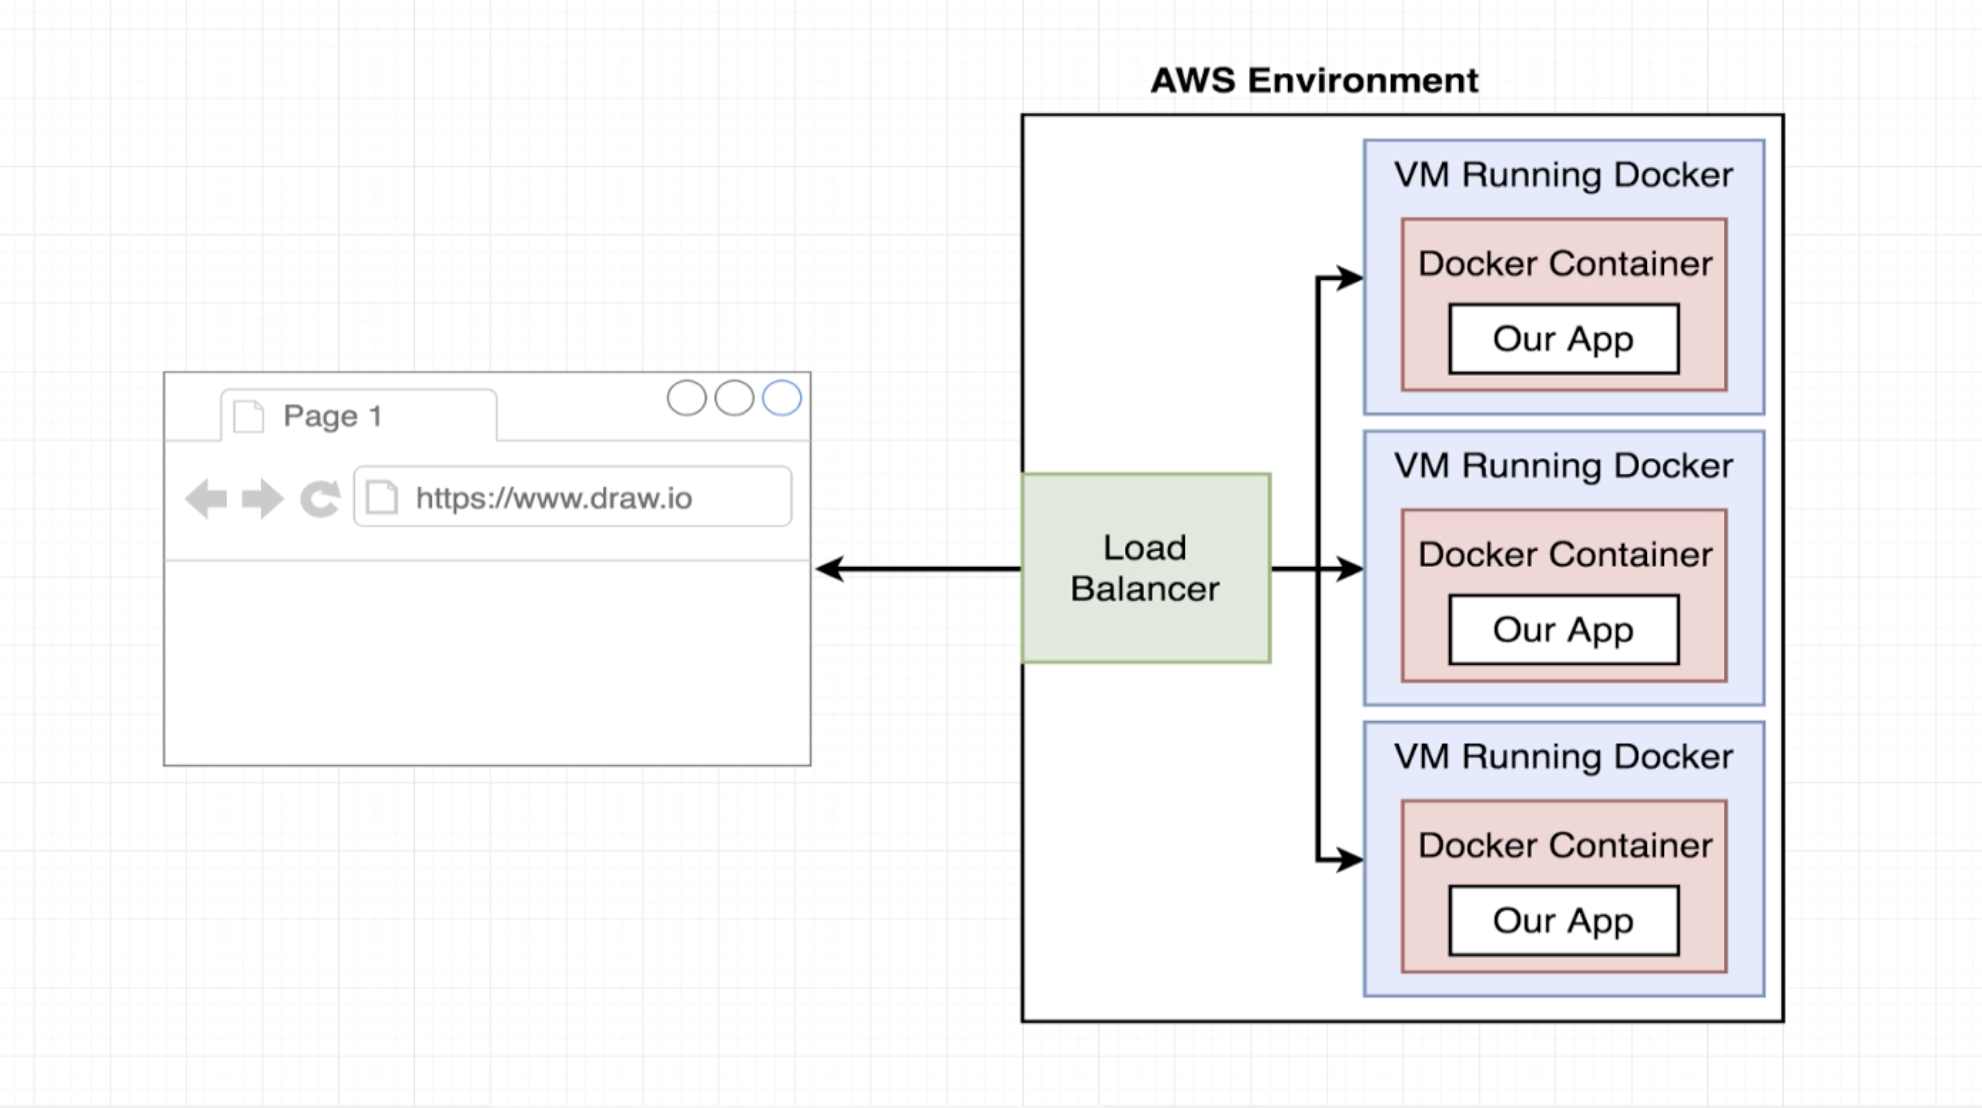 AWS Environment
Page 1
https://www.draw.io
Load
Balancer
VM Running Docker
Docker Container
Our App
VM Running Docker
Docker Container
Our App
VM Running Docker
Docker Container
Our App